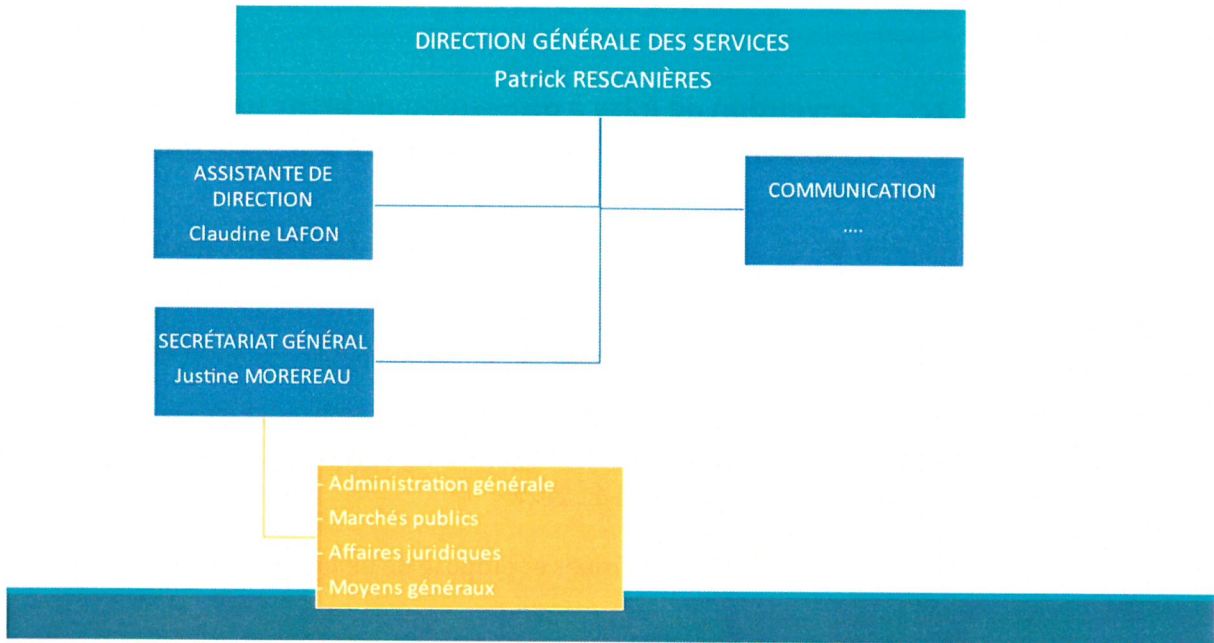 DIRECTION GÉNÉRALE DES SERVICES
Patrick RESCANIÈRES
ASSISTANTE DE
DIRECTION
Claudine LAFON
COMMUNICATION
....
SECRÉTARIAT GÉNÉRAL
Justine MOREREAU
- Administration générale
- Marchés publics
- Affaires juridiques
- Moyens généraux